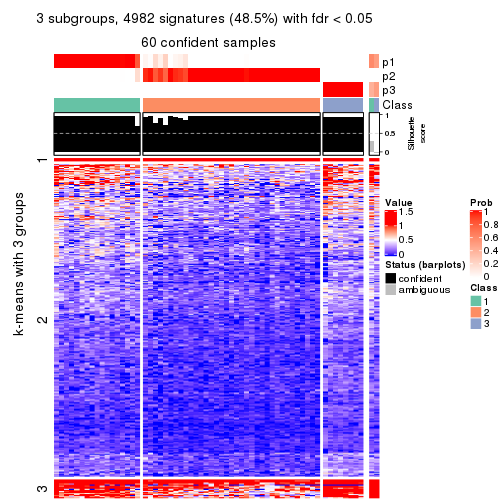 3 subgroups, 4982 signatures (48.5%) with fdr < 0.05
60 confident samples
p1
p2
p3
Class
1
0.5
0
Silhouette
score
k-means with 3 groups
1
2
3
Value
1.5
1
0.5
0
Status (barplots)
confident
ambiguous
Prob
1
0.8
0.6
0.4
0.2
0
Class
1
2
3